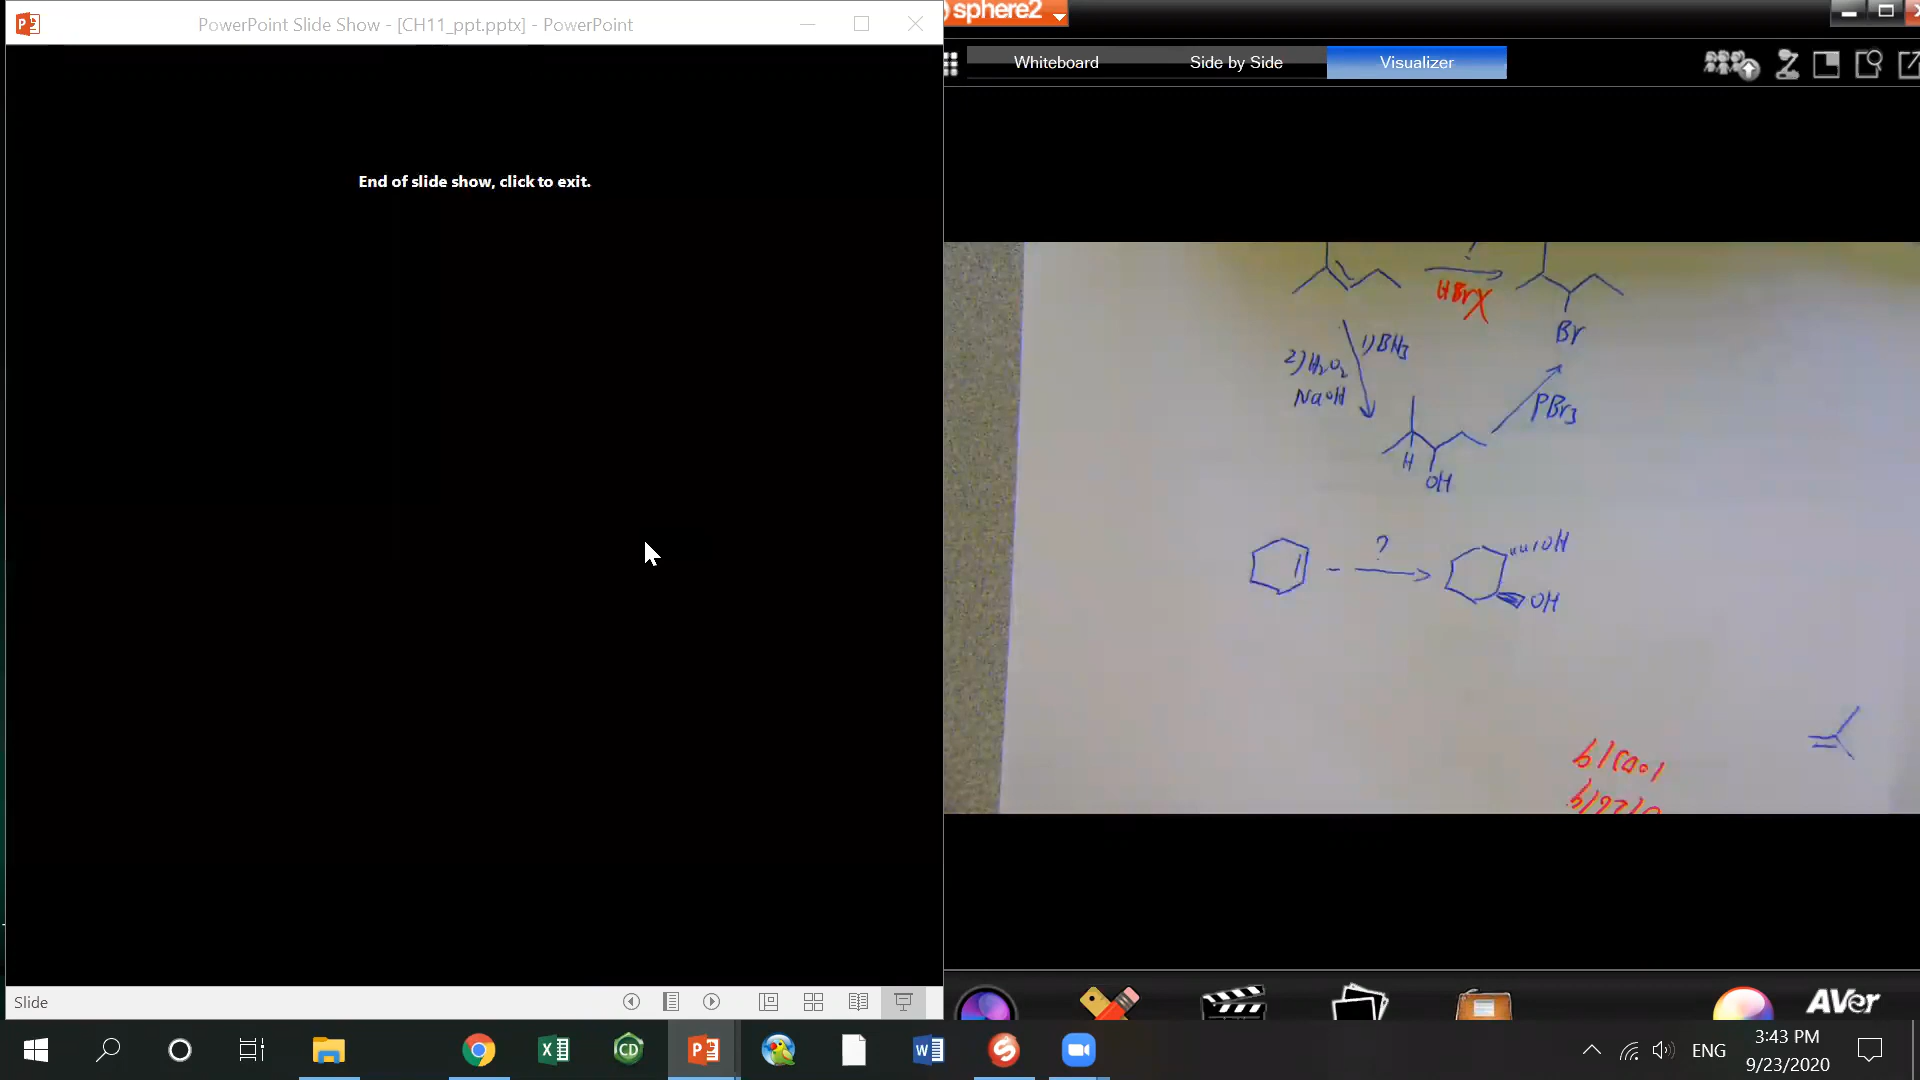 PowerPoint Slide Show - [CH11_ppt.pptx] - PowerPoint
End of slide show, click to exit.
Slide
sphere2
Whiteboard
Side by Side
Visualizer
?
HBr X
Br
1) BH3
2) H2O2
NaOH
PBr3
H
OH
?
OH
OH
AVer
CD
ENG
3:43 PM
9/23/2020